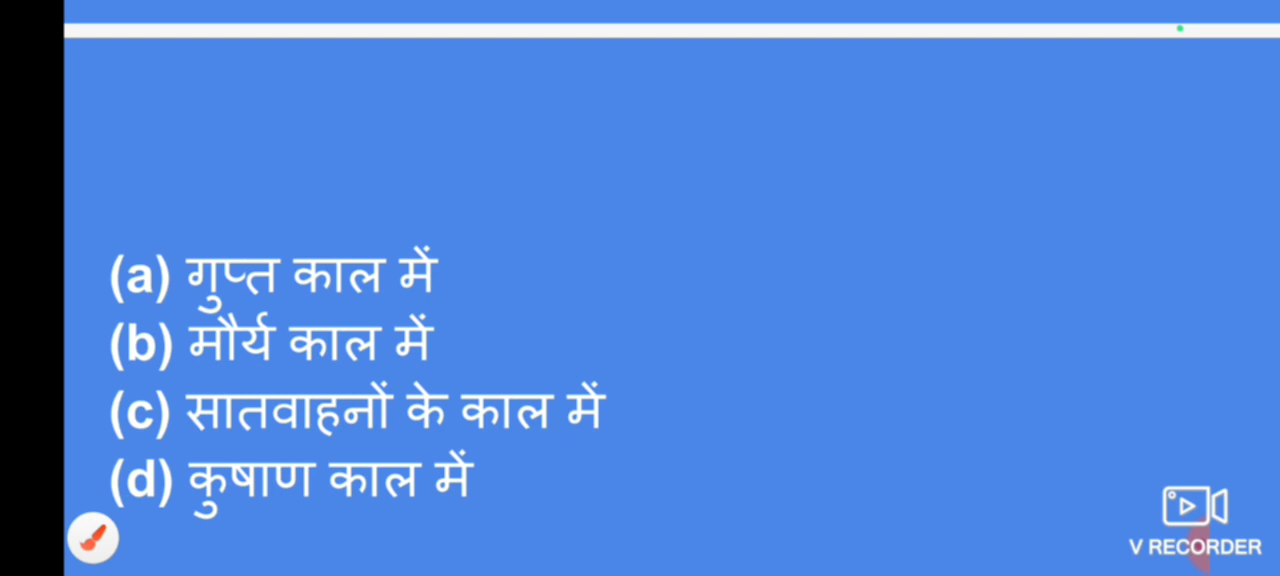 (a) गुप्त काल में
(b) मौर्य काल में
(c) सातवाहनों के काल में
(d) कुषाण काल में
V RECORDER